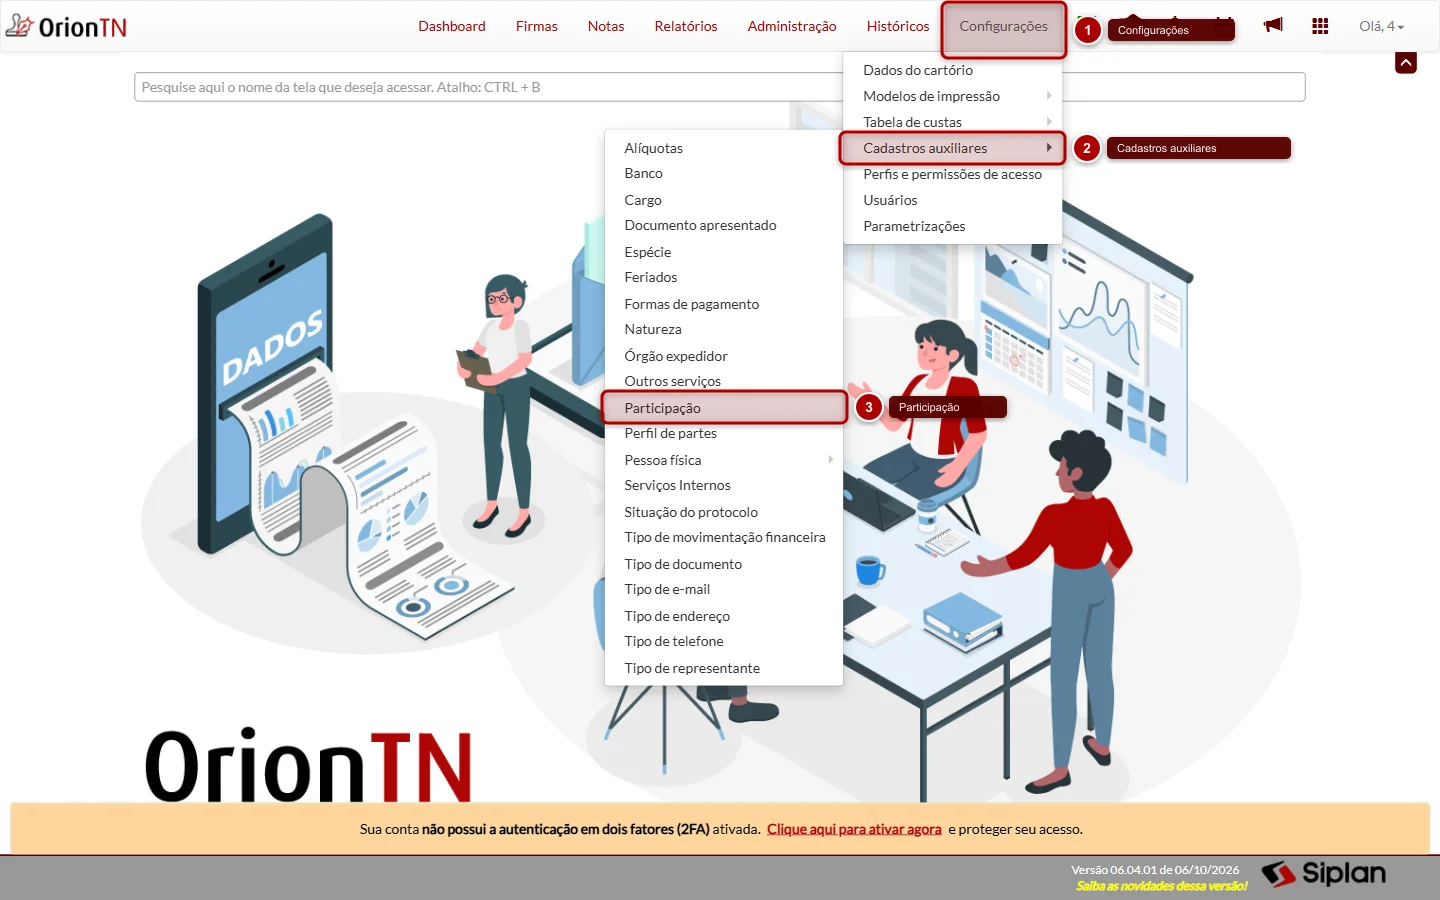 OrionTN
Dashboard
Firmas
Notas
Relatórios
Administração
Históricos
Configurações
1
Configurações
Olá, 4
Pesquise aqui o nome da tela que deseja acessar. Atalho: CTRL + B
Dados do cartório
Modelos de impressão
Tabela de custas
Cadastros auxiliares
2
Cadastros auxiliares
Perfis e permissões de acesso
Usuários
Parametrizações
Alíquotas
Banco
Cargo
Documento apresentado
Espécie
Feriados
Formas de pagamento
Natureza
Órgão expedidor
Outros serviços
Participação
3
Participação
Perfil de partes
Pessoa física
Serviços Internos
Situação do protocolo
Tipo de movimentação financeira
Tipo de documento
Tipo de e-mail
Tipo de endereço
Tipo de telefone
Tipo de representante
DADOS
OrionTN
Sua conta não possui a autenticação em dois fatores (2FA) ativada. Clique aqui para ativar agora e proteger seu acesso.
Versão 06.04.01 de 06/10/2026
Saiba as novidades dessa versão!
Siplan